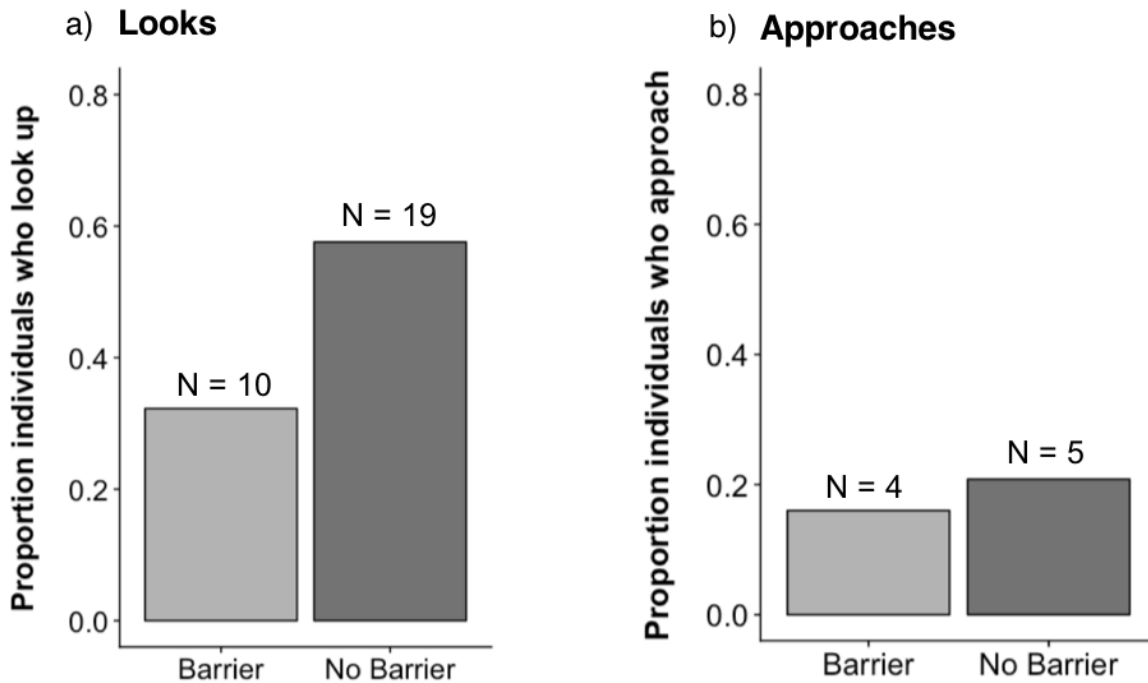 a) Looks
Proportion individuals who look up
0.8
0.6
0.4
0.2
0.0
N = 10
N = 19
Barrier
No Barrier
b) Approaches
Proportion individuals who approach
0.8
0.6
0.4
0.2
0.0
N = 4
N = 5
Barrier
No Barrier